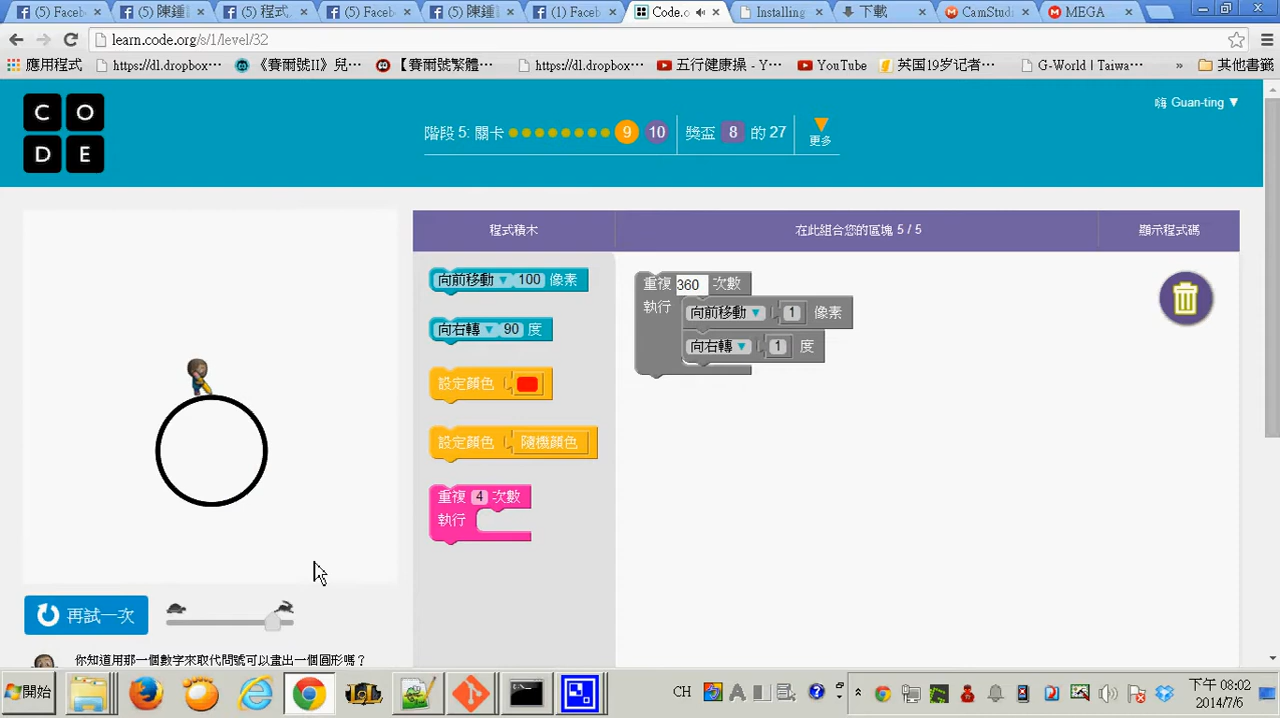 (5) Faceb
(5) 陳鍾
(5) 程式
(5) Faceb
(5) 陳鍾
(1) Faceb
Code.o
Installing
下載
CamStud
MEGA
learn.code.org/s/1/level/32
應用程式
https://dl.dropbox…
《賽爾號II》兒…
【賽爾號繁體…
https://dl.dropbox…
五行健康操 - Y…
YouTube
英国19岁记者…
G-World | Taiwa…
»
其他書籤
C O
D E
階段 5: 關卡
9
10
獎盃 8 的 27
更多
嗨 Guan-ting ▼
程式積木
在此組合您的區塊 5 / 5
顯示程式碼
向前移動 ▼ 100 像素
向右轉 ▼ 90 度
設定顏色
設定顏色 隨機顏色
重複 4 次數
執行
重複 360 次數
執行 向前移動 ▼ 1 像素
向右轉 ▼ 1 度
再試一次
你知道用那一個數字來取代問號可以畫出一個圓形嗎？
開始
CH
下午 08:02
2014/7/6